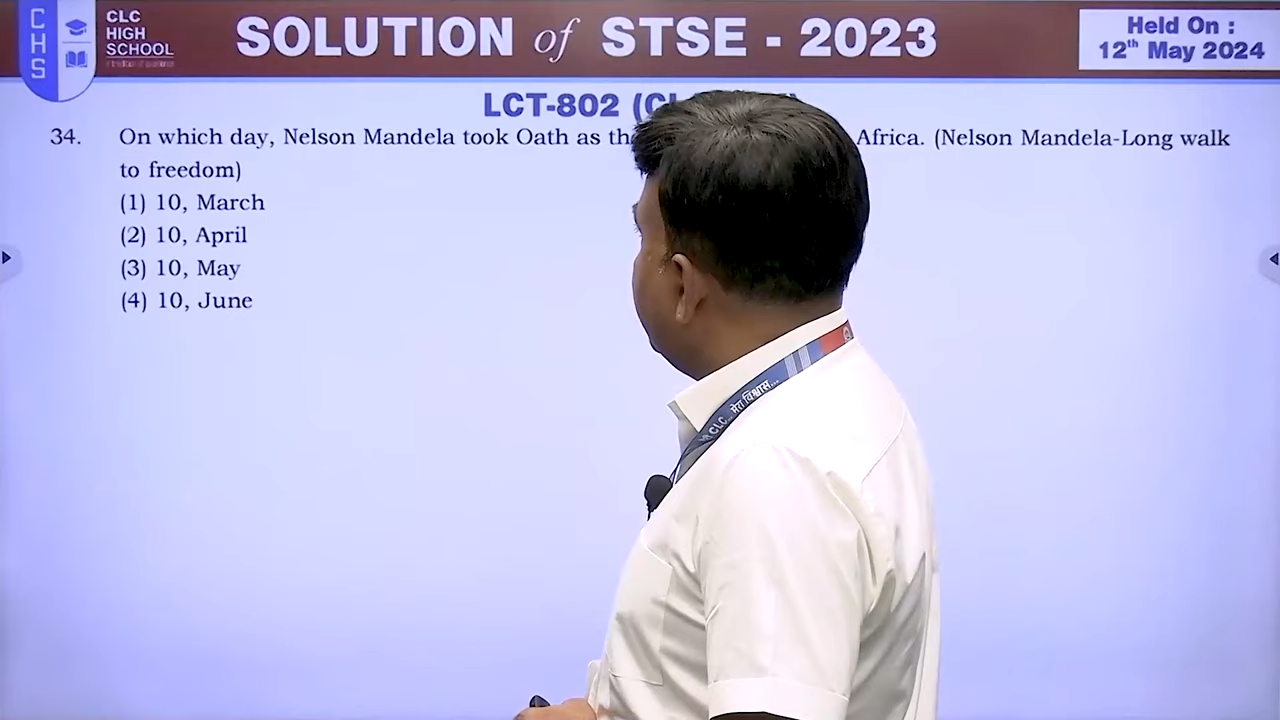 CHS
CLC
HIGH
SCHOOL
SOLUTION of STSE - 2023
Held On :
12th May 2024
LCT-802
34. On which day, Nelson Mandela took Oath as Africa. (Nelson Mandela-Long walk
to freedom)
(1) 10, March
(2) 10, April
(3) 10, May
(4) 10, June
CLC... मेरा विश्वास...